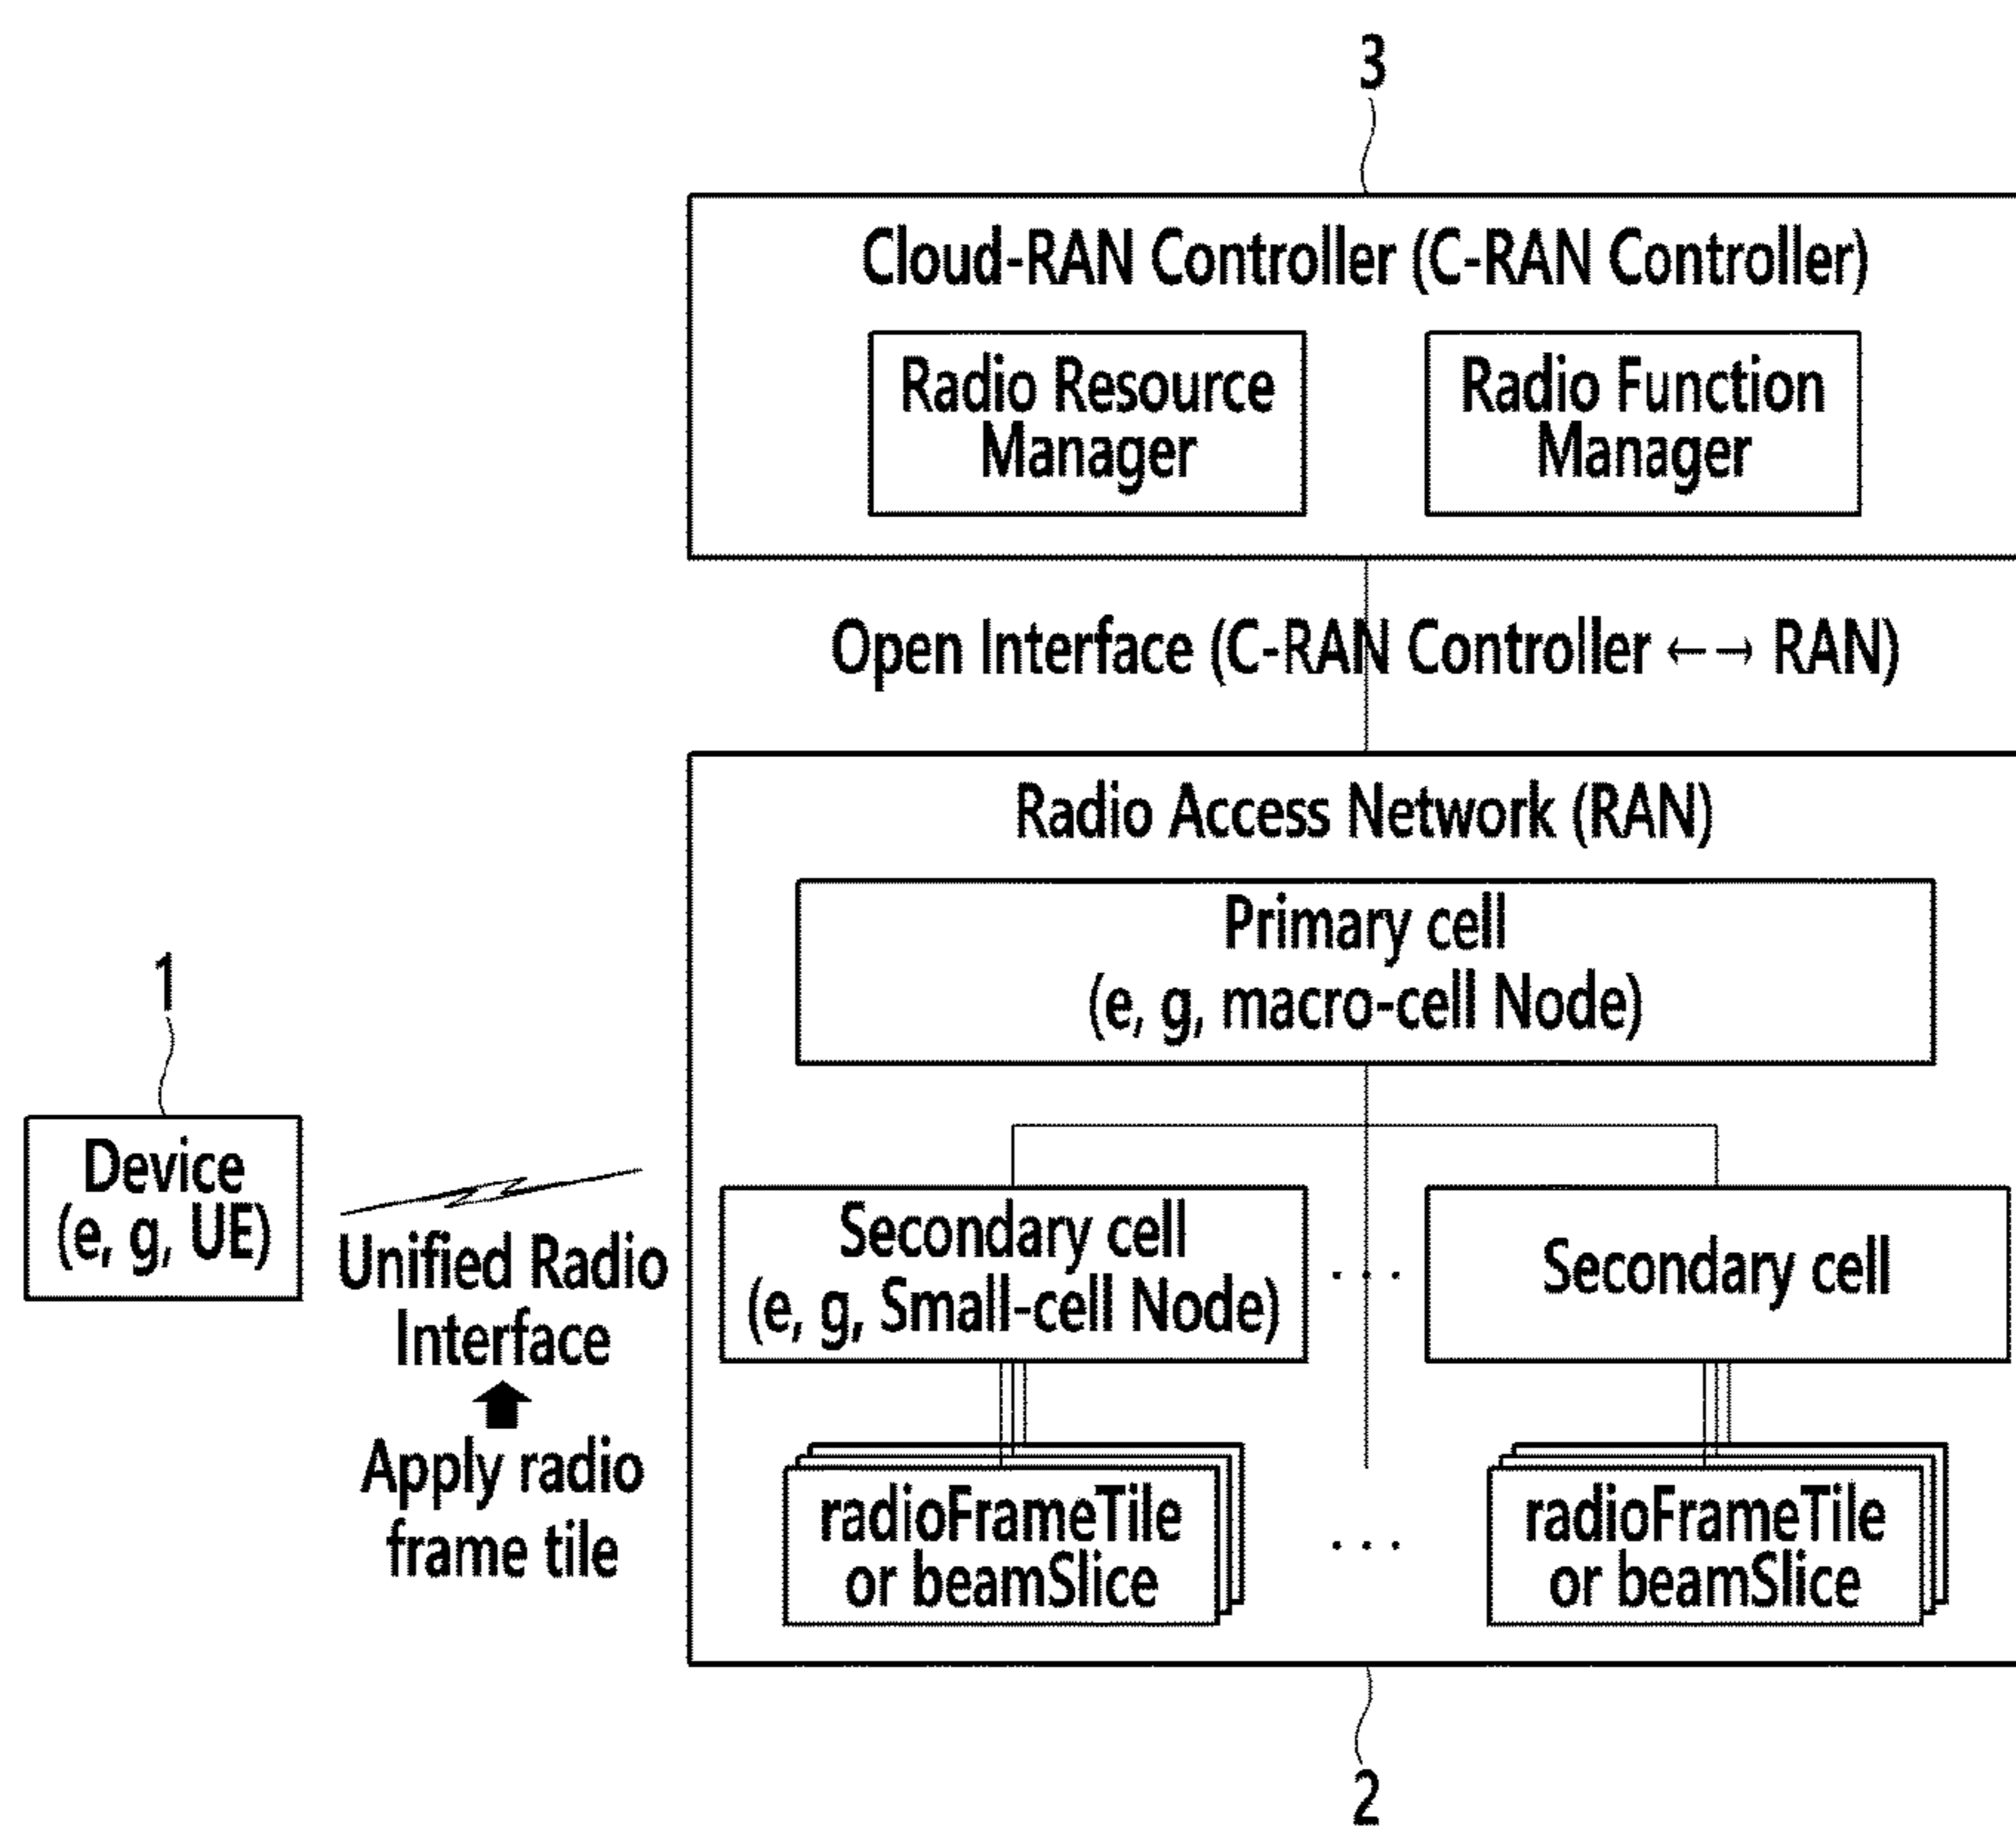 3
Cloud-RAN Controller (C-RAN Controller)
Radio Resource
Manager
Radio Function
Manager
Open Interface (C-RAN Controller ←→ RAN)
Radio Access Network (RAN)
Primary cell
(e, g, macro-cell Node)
1
Device
(e, g, UE)
Unified Radio
Interface
Apply radio
frame tile
Secondary cell
(e, g, Small-cell Node)
. . .
Secondary cell
radioFrameTile
or beamSlice
. . .
radioFrameTile
or beamSlice
2